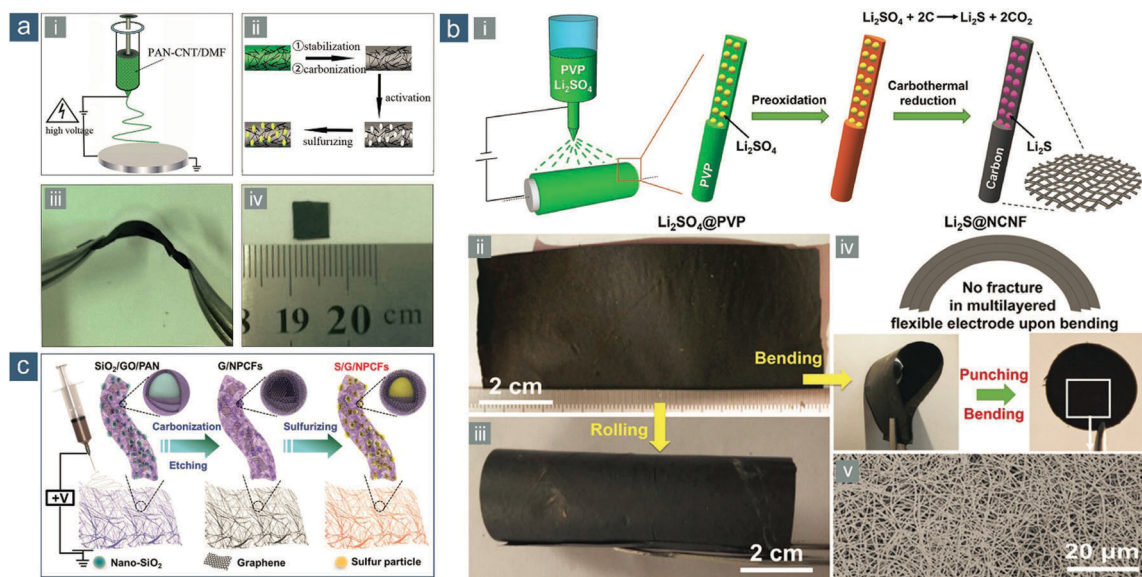 a
i
PAN-CNT/DMF
high voltage
ii
①stabilization
②carbonization
activation
sulfurizing
iii
iv
8 19 20 cm
b
i
PVP
Li₂SO₄
Li₂SO₄
PVP
Li₂SO₄@PVP
Preoxidation
Li₂SO₄ + 2C → Li₂S + 2CO₂
Carbothermal
reduction
Li₂S
Carbon
Li₂S@NCNF
ii
2 cm
Bending
Rolling
iii
2 cm
iv
No fracture
in multilayered
flexible electrode upon bending
Punching
Bending
v
20 μm
c
SiO₂/GO/PAN
G/NPCFs
S/G/NPCFs
Carbonization
Etching
Sulfurizing
+V
Nano-SiO₂
Graphene
Sulfur particle